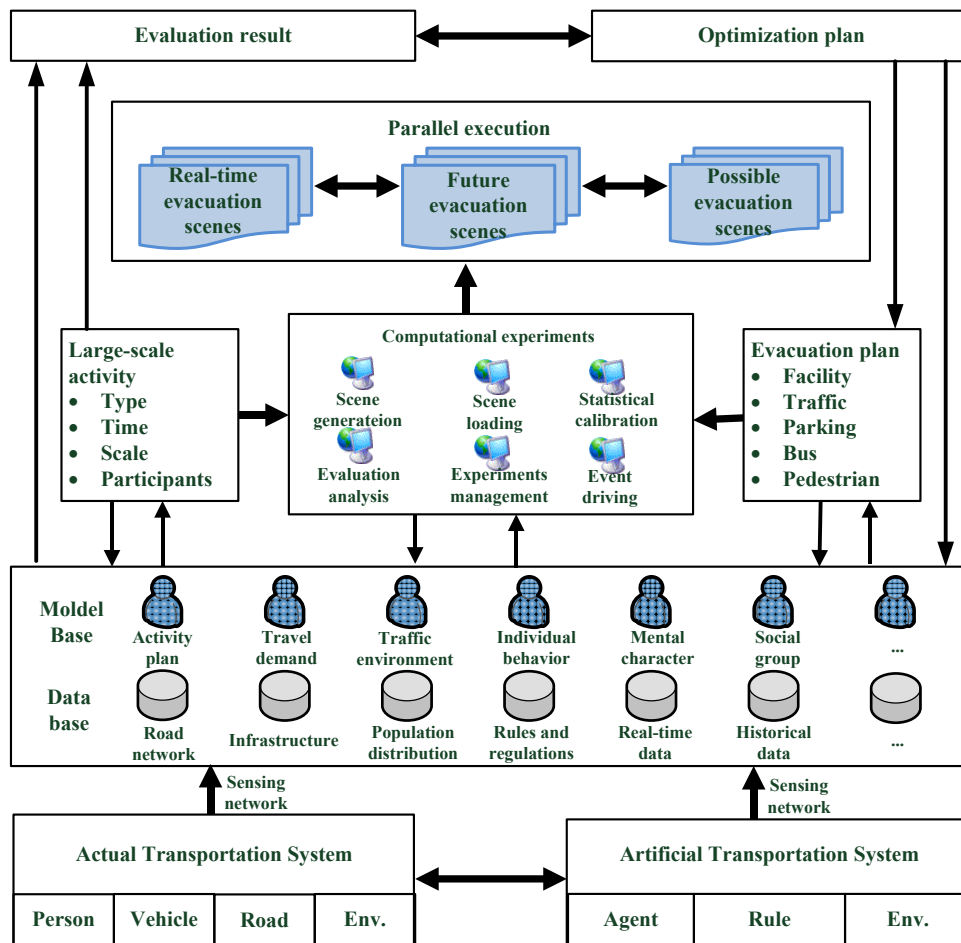 Evaluation result
Optimization plan
Parallel execution
Real-time
evacuation
scenes
Future
evacuation
scenes
Possible
evacuation
scenes
Large-scale
activity
• Type
• Time
• Scale
• Participants
Computational experiments
Scene
generateion
Scene
loading
Statistical
calibration
Evaluation
analysis
Experiments
management
Event
driving
Evacuation plan
• Facility
• Traffic
• Parking
• Bus
• Pedestrian
Moldel
Base
Activity
plan
Travel
demand
Traffic
environment
Individual
behavior
Mental
character
Social
group
...
Data
base
Road
network
Infrastructure
Population
distribution
Rules and
regulations
Real-time
data
Historical
data
...
Sensing
network
Sensing
network
Actual Transportation System
Person
Vehicle
Road
Env.
Artificial Transportation System
Agent
Rule
Env.